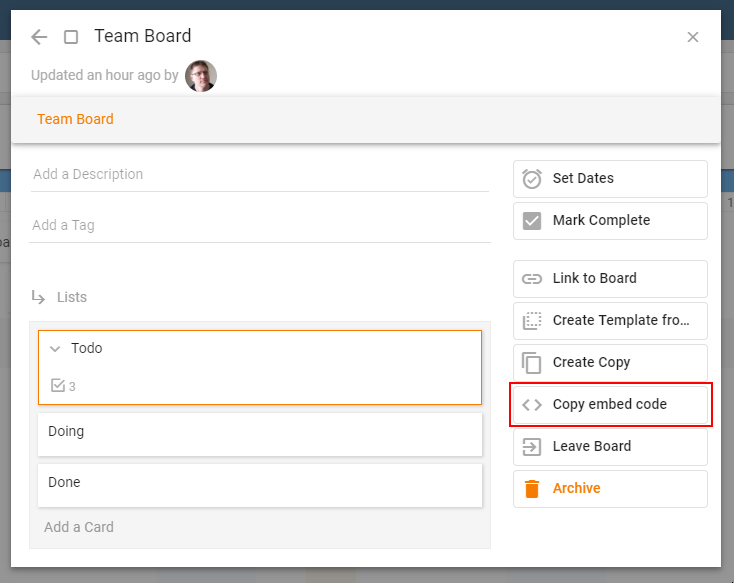 Team Board
Updated an hour ago by
Team Board
Add a Description
Add a Tag
Lists
Todo
3
Doing
Done
Add a Card
Set Dates
Mark Complete
Link to Board
Create Template fro...
Create Copy
Copy embed code
Leave Board
Archive